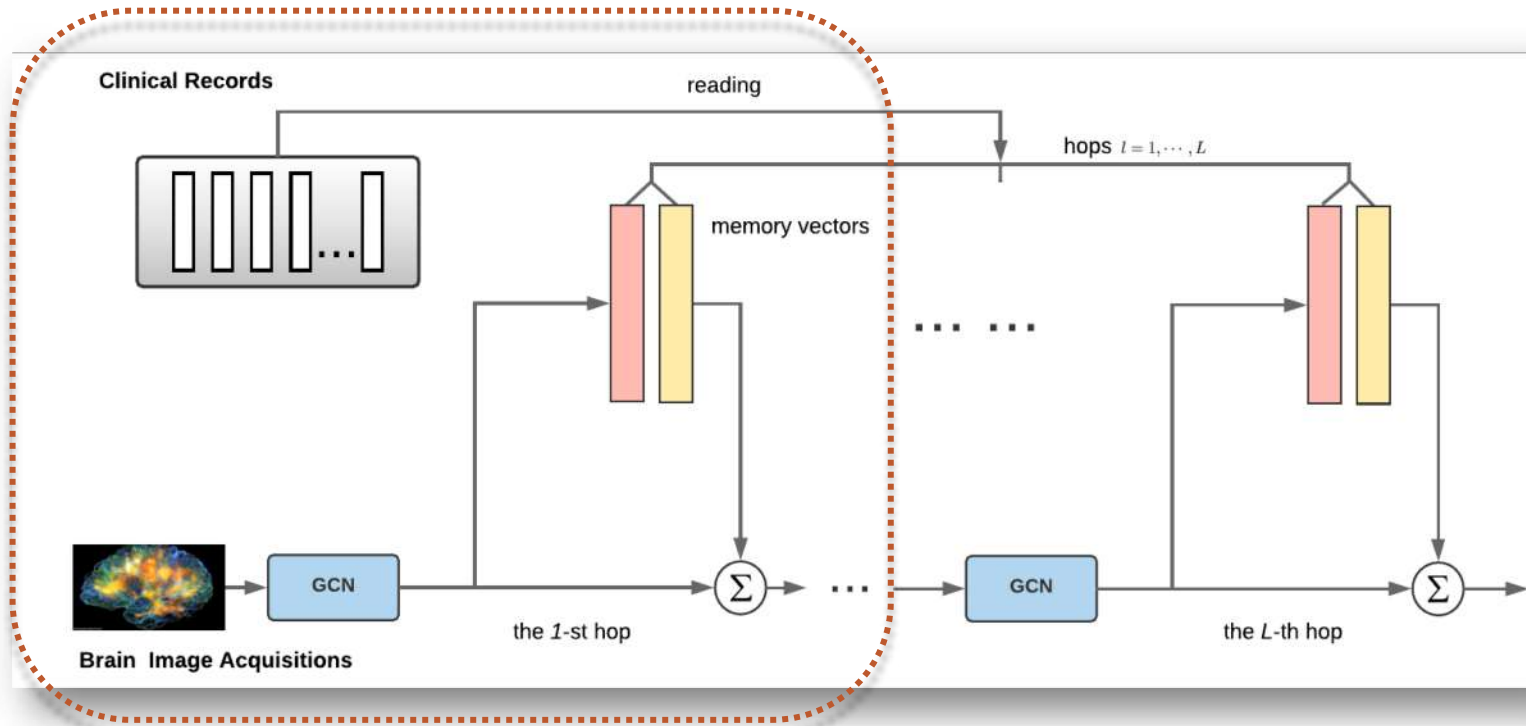 Clinical Records
reading
hops l = 1, ⋯ , L
memory vectors
... ...
GCN
Σ
...
GCN
Σ
the 1-st hop
the L-th hop
Brain Image Acquisitions